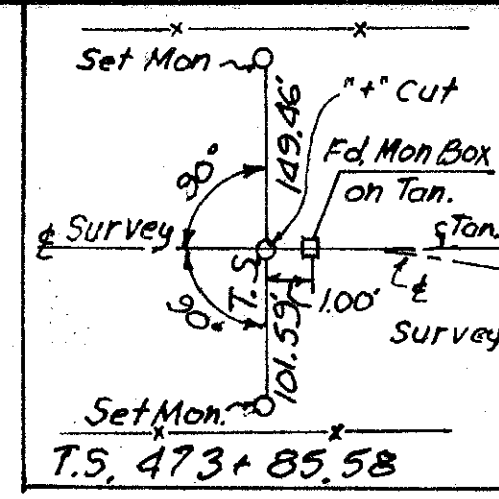 Set Mon
"+" Cut
149.46'
Fd. Mon Box
on Tan.
90°
℄ Survey
℄ Tan.
T.S.
1.00'
℄
Survey
90°
101.59'
Set Mon.
T.S. 473+85.58